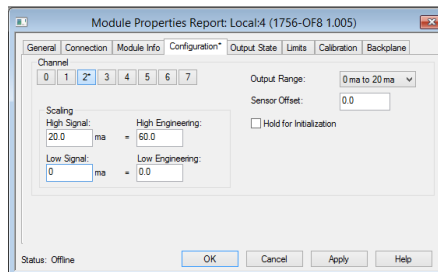 Module Properties Report: Local:4 (1756-OF8 1.005)
General Connection Module Info Configuration* Output State Limits Calibration Backplane
Channel
0 1 2* 3 4 5 6 7
Output Range: 0 ma to 20 ma
Sensor Offset: 0.0
Hold for Initialization
Scaling
High Signal: High Engineering:
20.0 ma = 60.0
Low Signal: Low Engineering:
0 ma = 0.0
Status: Offline OK Cancel Apply Help